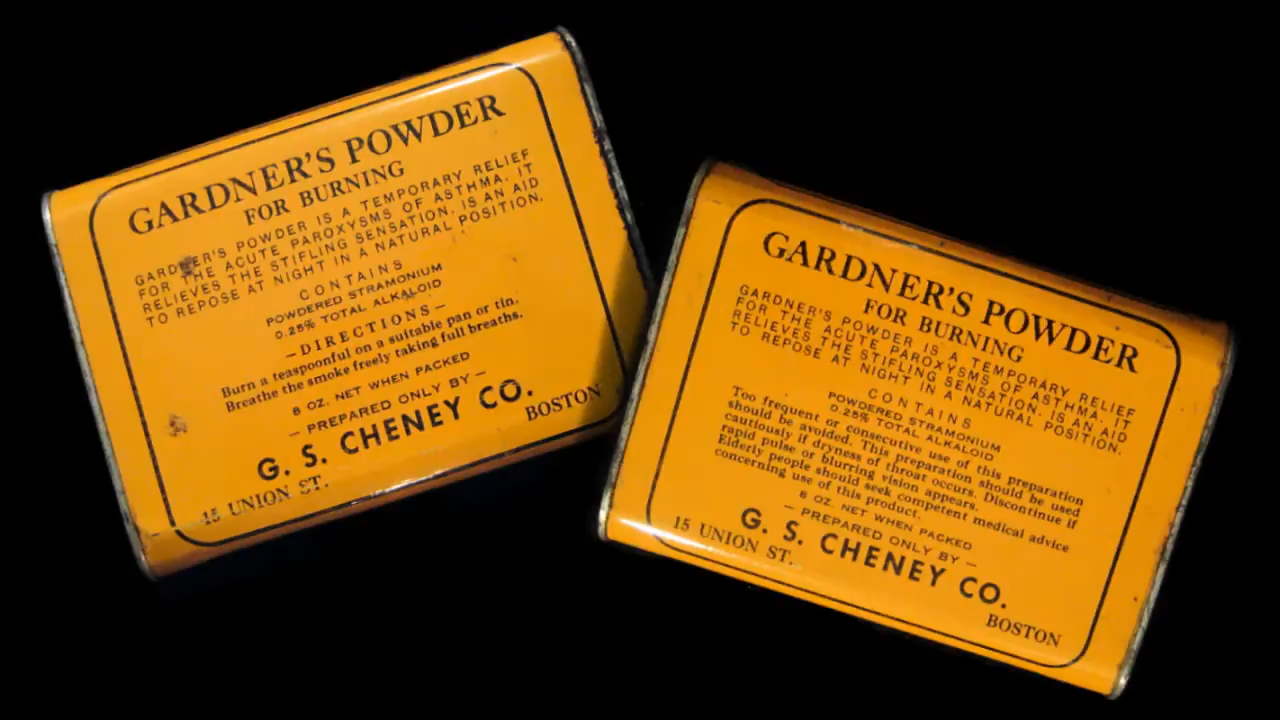 GARDNER'S POWDER
FOR BURNING
GARDNER'S POWDER IS A TEMPORARY RELIEF
FOR THE ACUTE PAROXYSMS OF ASTHMA. IT
RELIEVES THE STIFLING SENSATION, IS AN AID
TO REPOSE AT NIGHT IN A NATURAL POSITION.
CONTAINS
POWDERED STRAMONIUM
0.25% TOTAL ALKALOID
—DIRECTIONS—
Burn a teaspoonful on a suitable pan or tin.
Breathe the smoke freely taking full breaths.
6 OZ. NET WHEN PACKED
— PREPARED ONLY BY —
G. S. CHENEY CO.
15 UNION ST. BOSTON
GARDNER'S POWDER
FOR BURNING
GARDNER'S POWDER IS A TEMPORARY RELIEF
FOR THE ACUTE PAROXYSMS OF ASTHMA. IT
RELIEVES THE STIFLING SENSATION, IS AN AID
TO REPOSE AT NIGHT IN A NATURAL POSITION.
CONTAINS
POWDERED STRAMONIUM
0.25% TOTAL ALKALOID
Too frequent or consecutive use of this preparation
should be avoided. This preparation should be used
cautiously if dryness of throat occurs. Discontinue if
rapid pulse or blurring vision appears.
Elderly people should seek competent medical advice
concerning use of this product.
6 OZ. NET WHEN PACKED
— PREPARED ONLY BY —
G. S. CHENEY CO.
15 UNION ST. BOSTON